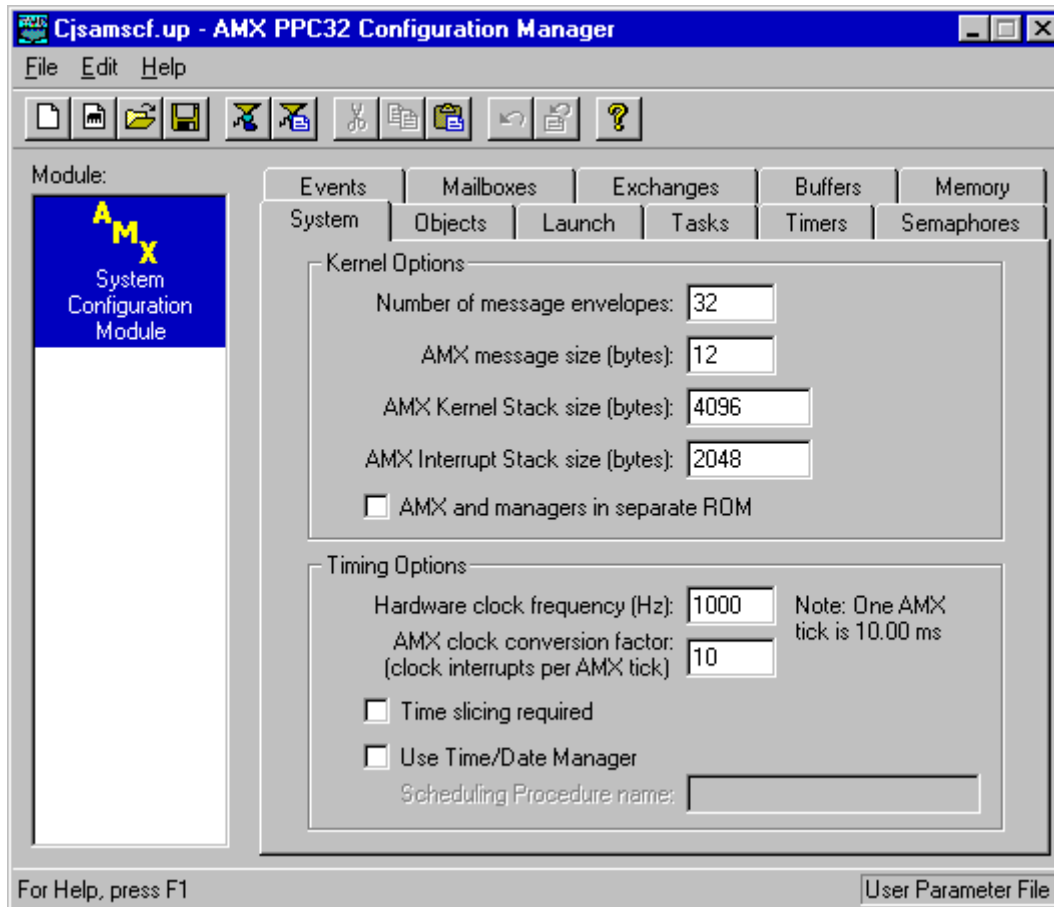 Cjsamscf.up - AMX PPC32 Configuration Manager
File Edit Help
Module:
AMX
System
Configuration
Module
Events Mailboxes Exchanges Buffers Memory
System Objects Launch Tasks Timers Semaphores
Kernel Options
Number of message envelopes: 32
AMX message size (bytes): 12
AMX Kernel Stack size (bytes): 4096
AMX Interrupt Stack size (bytes): 2048
AMX and managers in separate ROM
Timing Options
Hardware clock frequency (Hz): 1000 Note: One AMX
tick is 10.00 ms
AMX clock conversion factor:
(clock interrupts per AMX tick) 10
Time slicing required
Use Time/Date Manager
Scheduling Procedure name:
For Help, press F1 User Parameter File